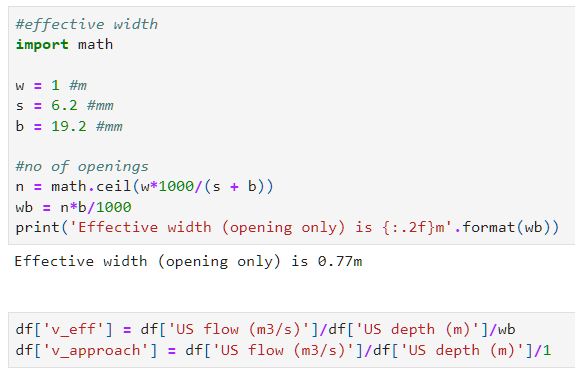 #effective width
import math
w = 1 #m
s = 6.2 #mm
b = 19.2 #mm
#no of openings
n = math.ceil(w*1000/(s + b))
wb = n*b/1000
print('Effective width (opening only) is {:.2f}m'.format(wb))
Effective width (opening only) is 0.77m
df['v_eff'] = df['US flow (m3/s)']/df['US depth (m)']/wb
df['v_approach'] = df['US flow (m3/s)']/df['US depth (m)']/1